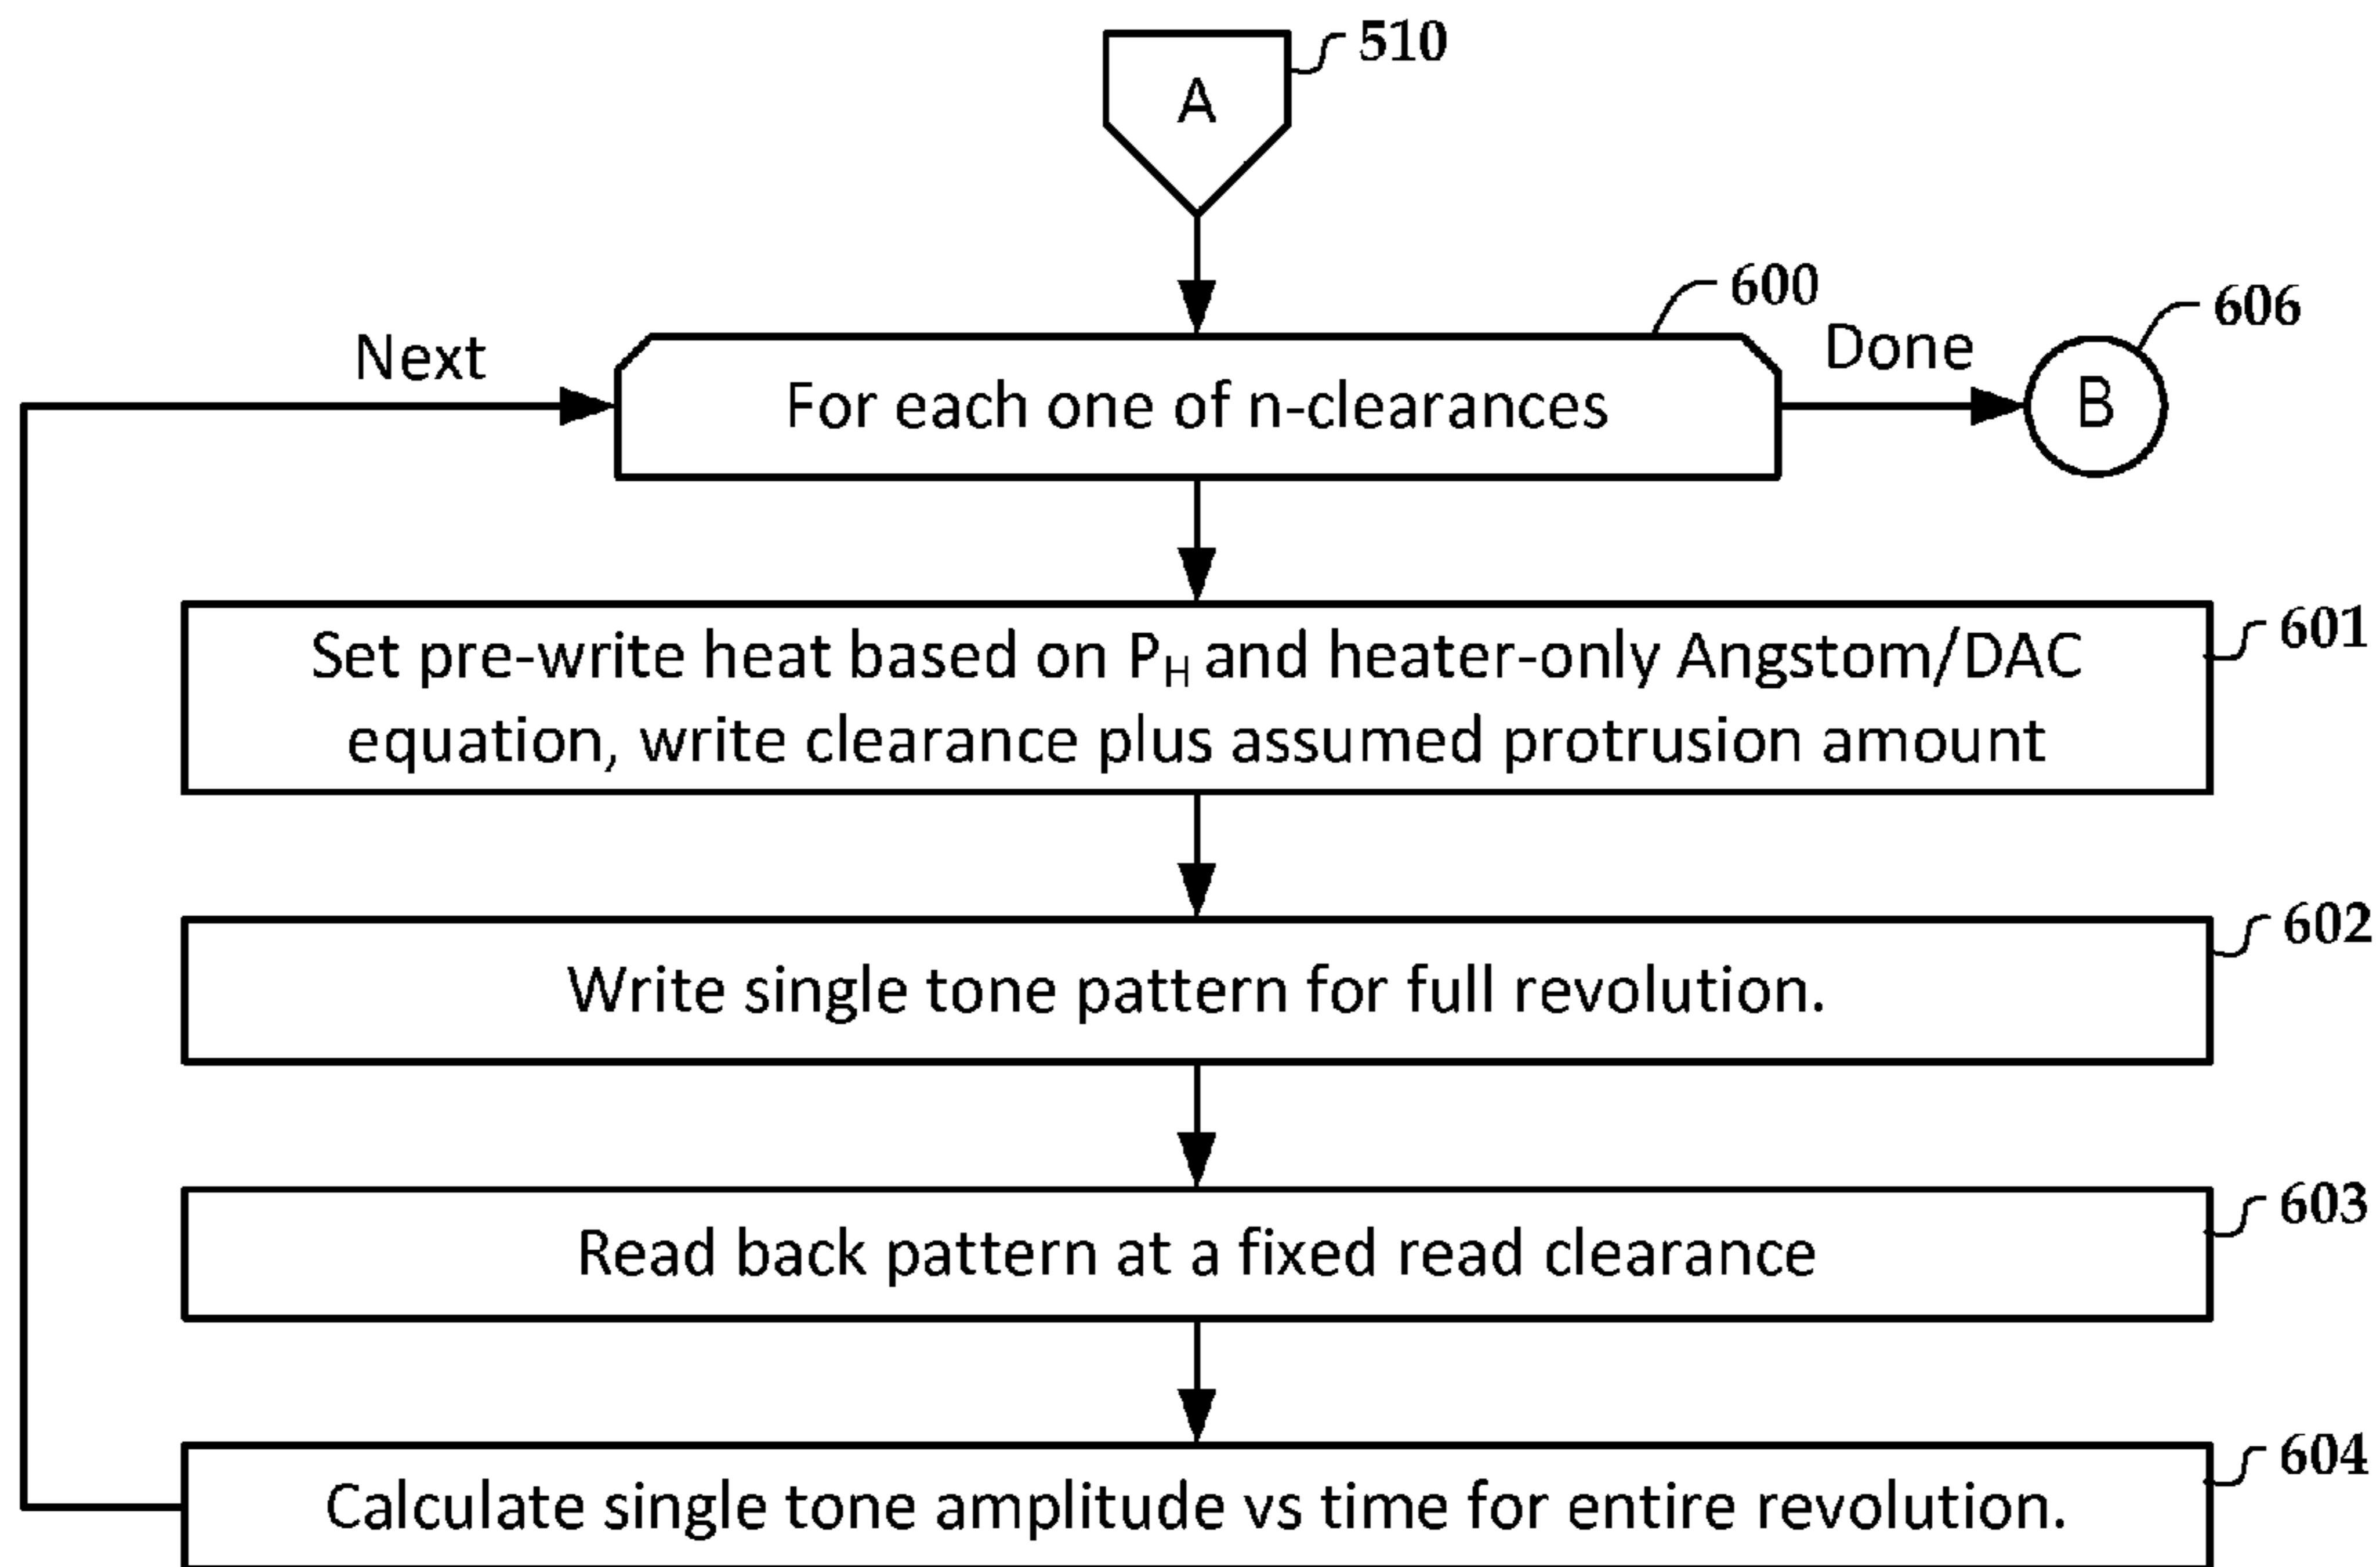 510
A
600
606
Next
Done
For each one of n-clearances
B
601
Set pre-write heat based on P_H and heater-only Angstom/DAC
equation, write clearance plus assumed protrusion amount
602
Write single tone pattern for full revolution.
603
Read back pattern at a fixed read clearance
604
Calculate single tone amplitude vs time for entire revolution.